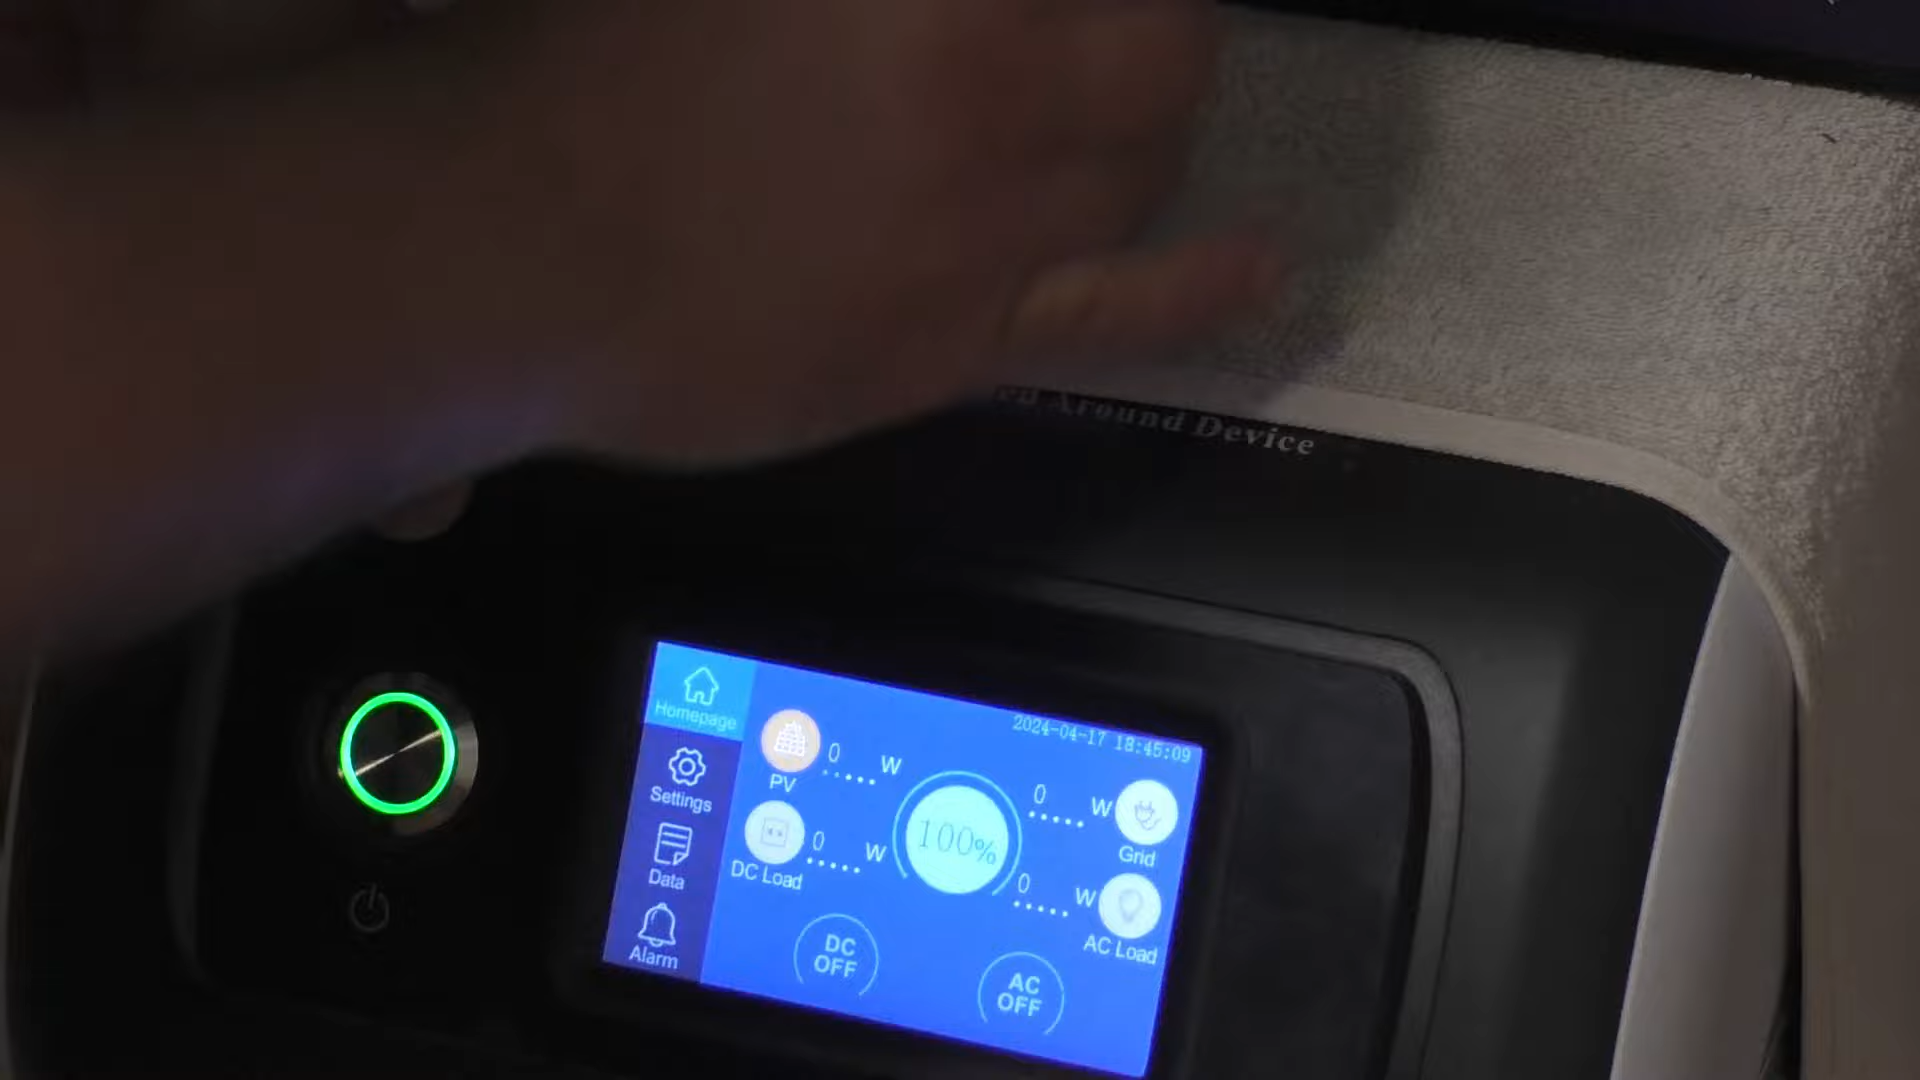 Around Device
2024-04-17 18:45:09
Homepage
Settings
Data
Alarm
0 W
PV
0 W
DC Load
100%
0 W
Grid
0 W
AC Load
DC
OFF
AC
OFF